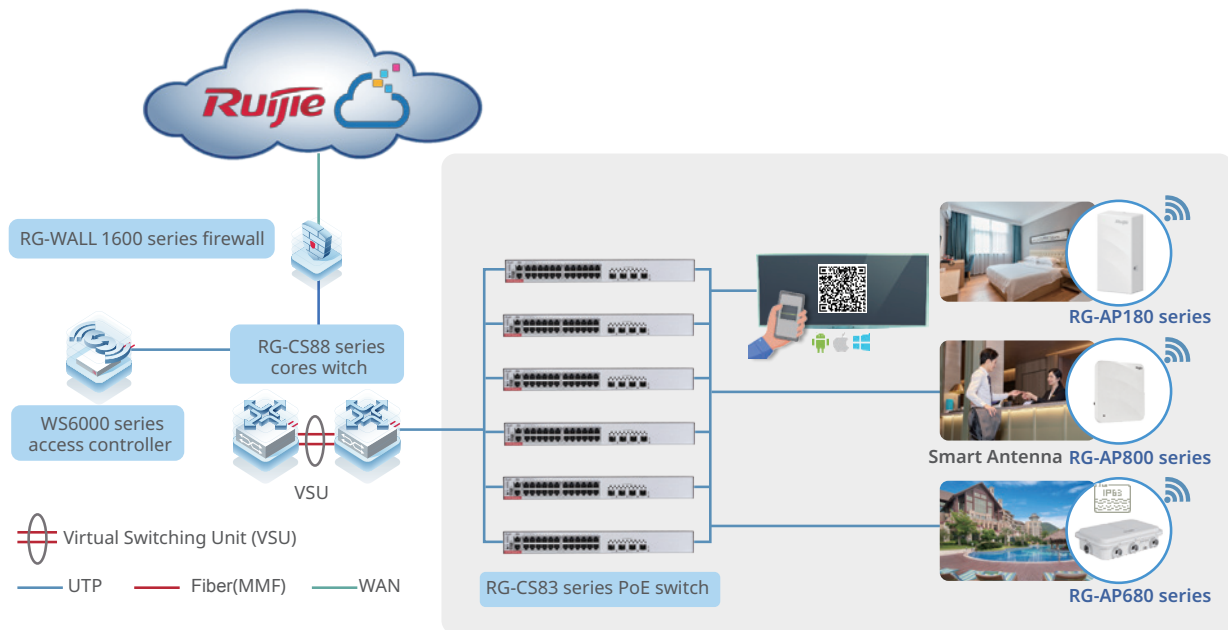 Ruijie
RG-WALL 1600 series firewall
RG-CS88 series
cores witch
WS6000 series
access controller
VSU
Virtual Switching Unit (VSU)
UTP
Fiber(MMF)
WAN
RG-CS83 series PoE switch
RG-AP180 series
Smart Antenna
RG-AP800 series
IP68
RG-AP680 series